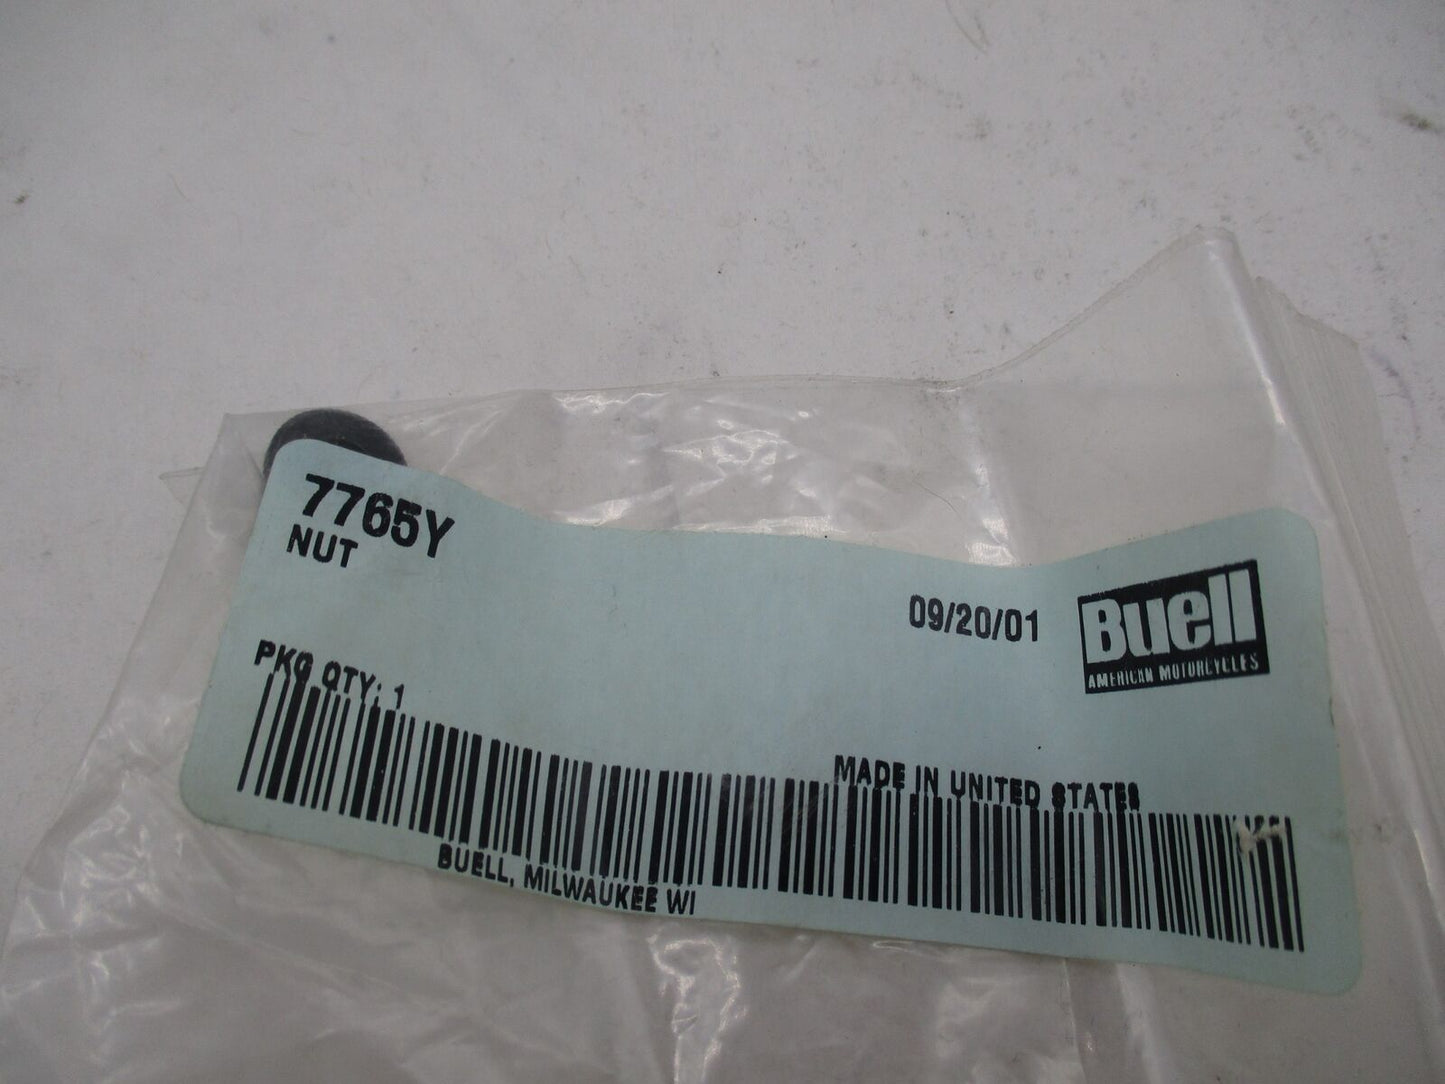 7765Y
NUT
09/20/01
Buell
AMERICAN MOTORCYCLES
PKG QTY: 1
MADE IN UNITED STATES
BUELL, MILWAUKEE WI